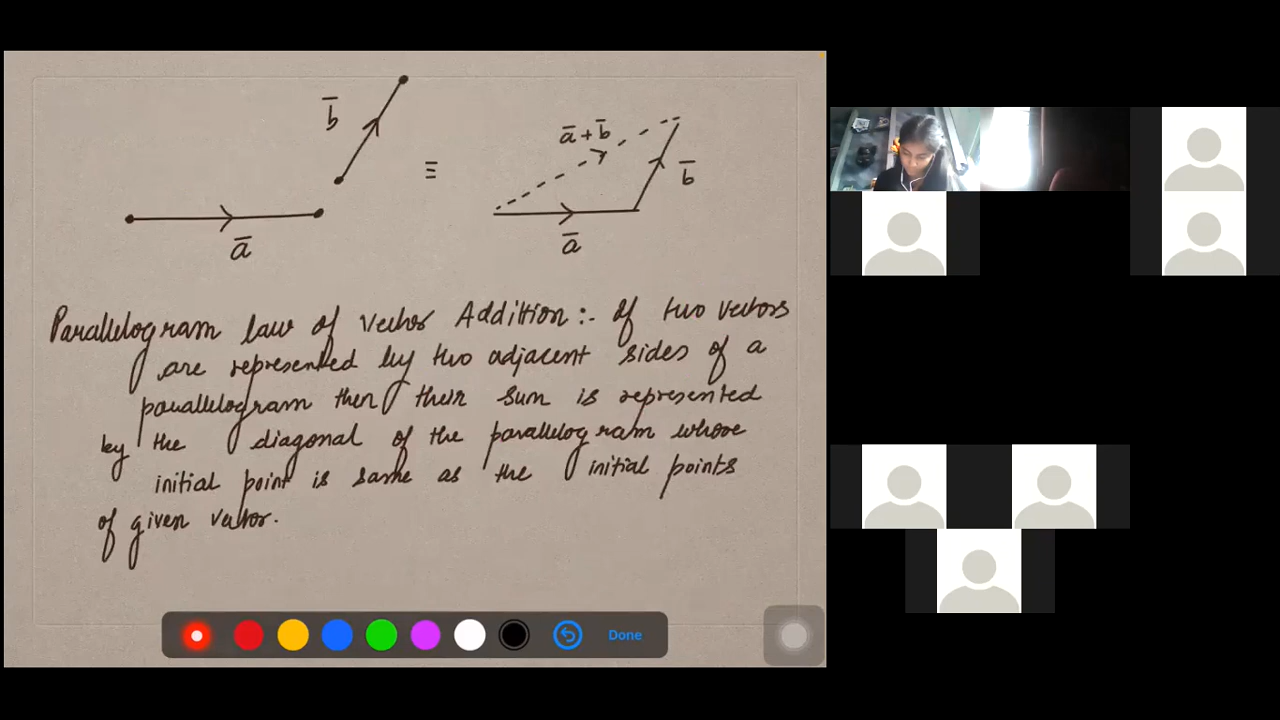 b̄
ā
≡
ā+b̄
b̄
ā
Parallelogram law of vector Addition :- If two vectors
are represented by two adjacent sides of a
parallelogram then their sum is represented
by the diagonal of the parallelogram whose
initial point is same as the initial points
of given vector.
Done